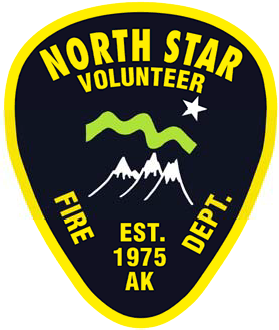 NORTH STAR
VOLUNTEER
FIRE
DEPT.
EST.
1975
AK